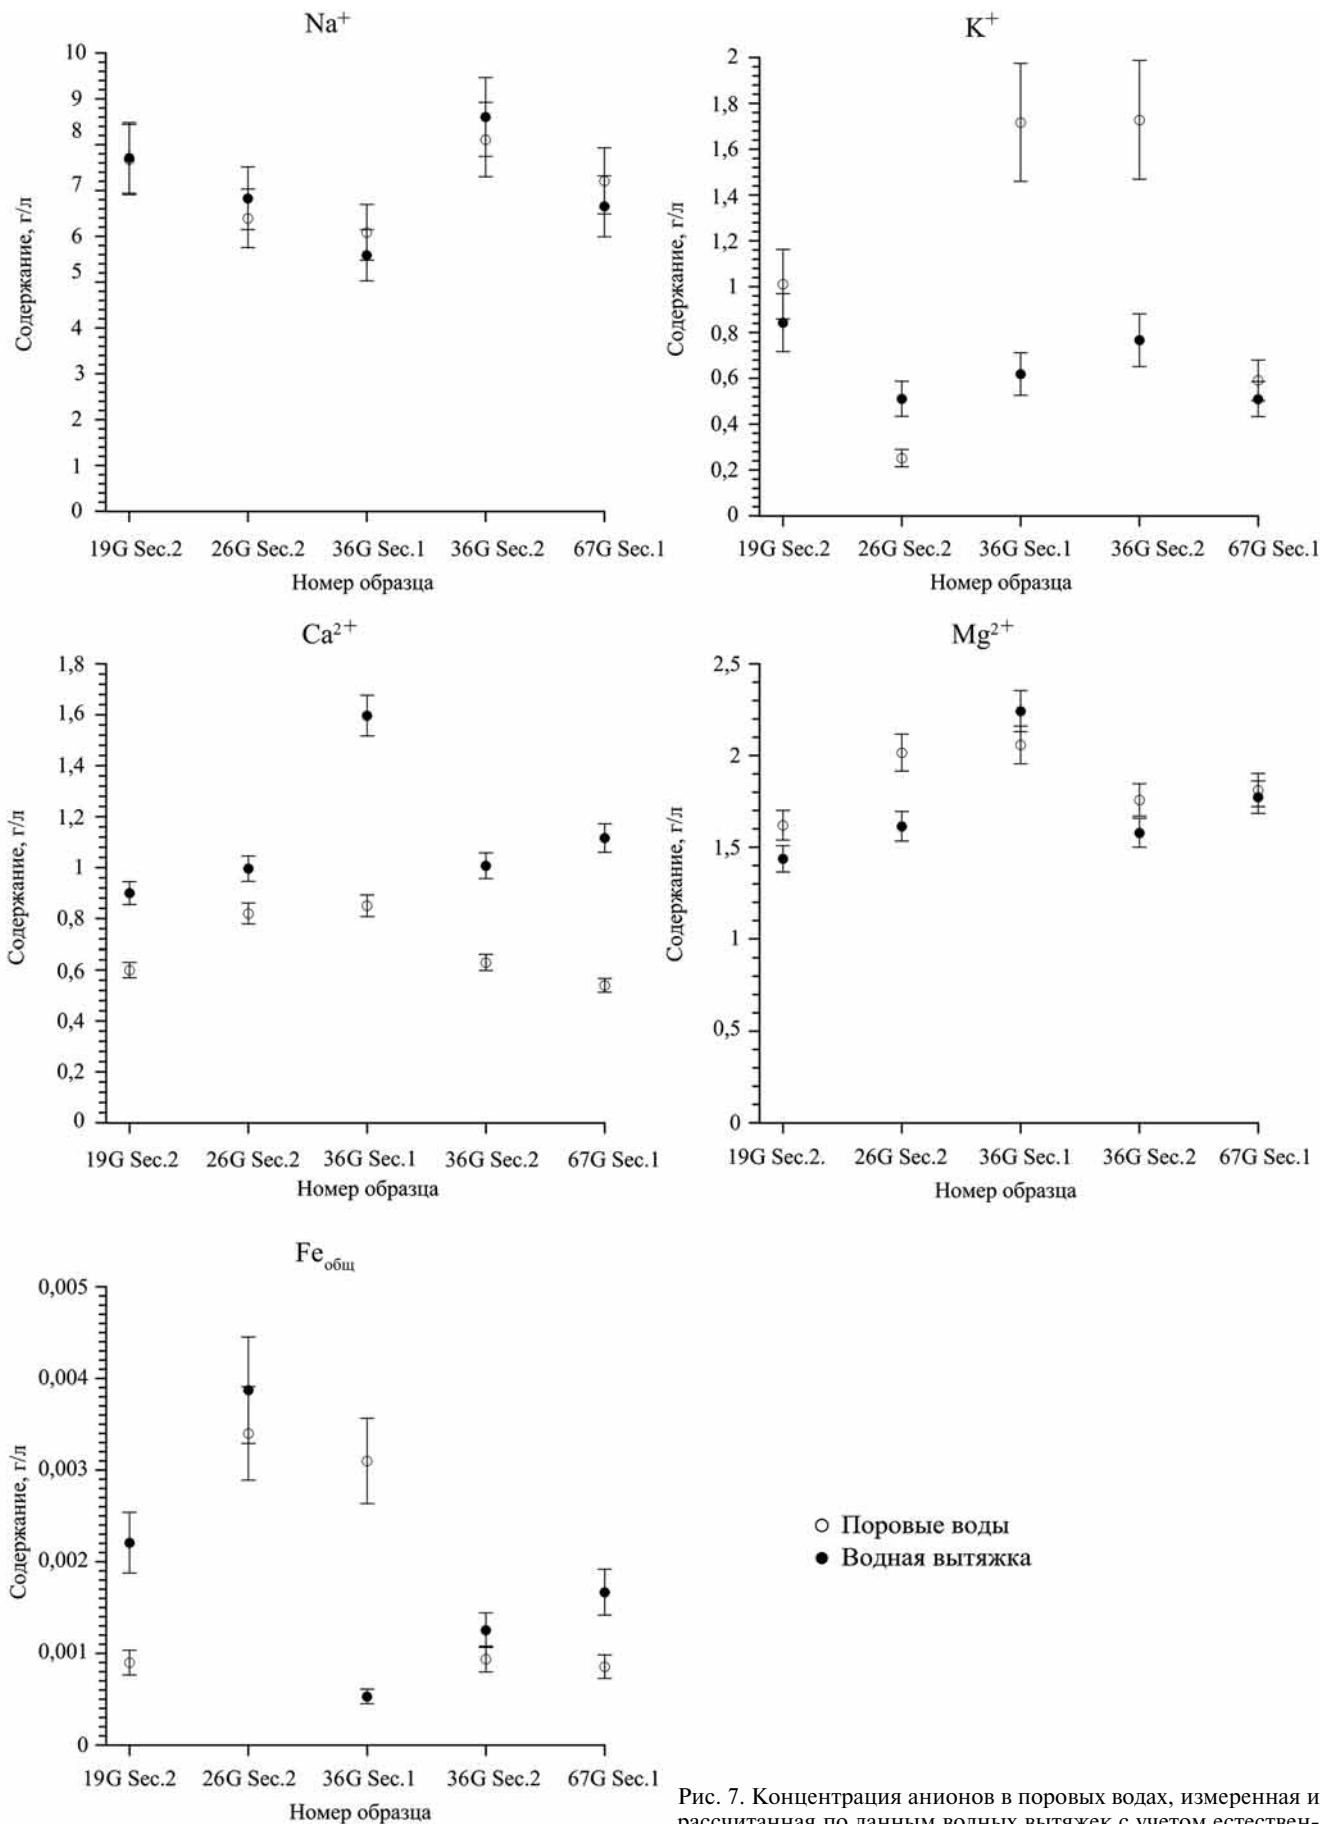 Na⁺
10
9
8
7
6
5
4
3
2
1
0
Содержание, г/л
19G Sec.2 26G Sec.2 36G Sec.1 36G Sec.2 67G Sec.1
Номер образца
K⁺
2
1,8
1,6
1,4
1,2
1
0,8
0,6
0,4
0,2
0
Содержание, г/л
19G Sec.2 26G Sec.2 36G Sec.1 36G Sec.2 67G Sec.1
Номер образца
Ca²⁺
1,8
1,6
1,4
1,2
1
0,8
0,6
0,4
0,2
0
Содержание, г/л
19G Sec.2 26G Sec.2 36G Sec.1 36G Sec.2 67G Sec.1
Номер образца
Mg²⁺
2,5
2
1,5
1
0,5
0
Содержание, г/л
19G Sec.2. 26G Sec.2 36G Sec.1 36G Sec.2 67G Sec.1
Номер образца
Fe общ
0,005
0,004
0,003
0,002
0,001
0
Содержание, г/л
19G Sec.2 26G Sec.2 36G Sec.1 36G Sec.2 67G Sec.1
Номер образца
Поровые воды
Водная вытяжка
Рис. 7. Концентрация анионов в поровых водах, измеренная и
рассчитанная по данным водных вытяжек с учетом естествен-